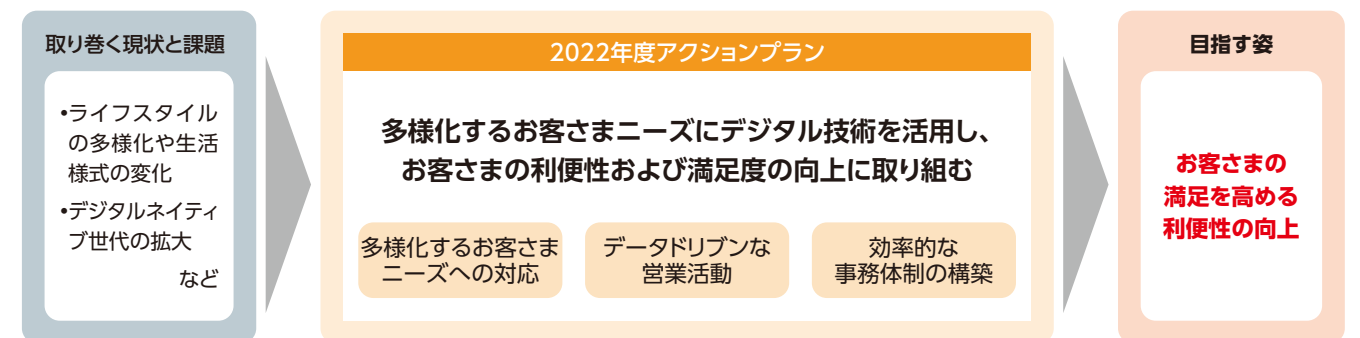 取り巻く現状と課題
•ライフスタイル
の多様化や生活
様式の変化
•デジタルネイティ
ブ世代の拡大
など
2022年度アクションプラン
多様化するお客さまニーズにデジタル技術を活用し、
お客さまの利便性および満足度の向上に取り組む
多様化するお客さま
ニーズへの対応
データドリブンな
営業活動
効率的な
事務体制の構築
目指す姿
お客さまの
満足を高める
利便性の向上